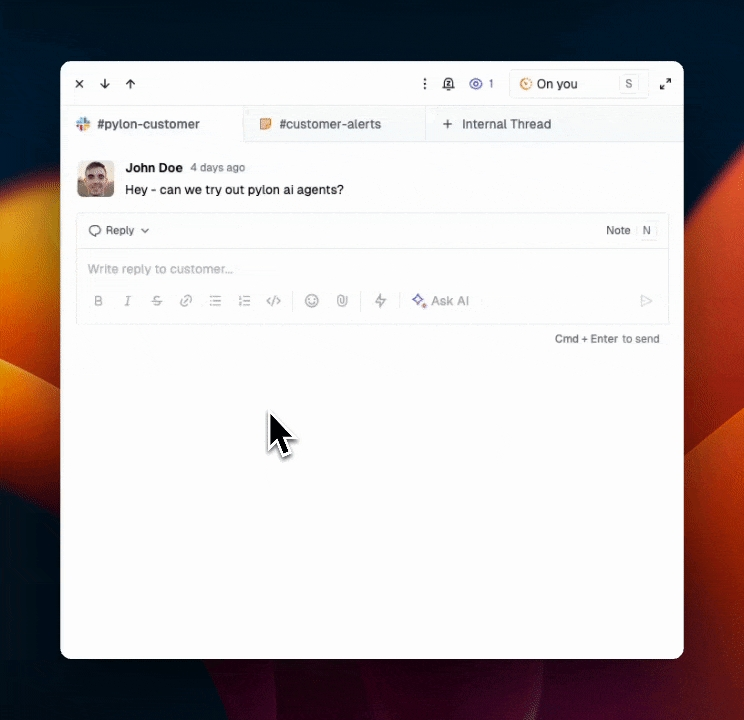 1 On you S
#pylon-customer #customer-alerts + Internal Thread
John Doe 4 days ago
Hey - can we try out pylon ai agents?
Reply Note N
Write reply to customer...
B I S Ask AI
Cmd + Enter to send